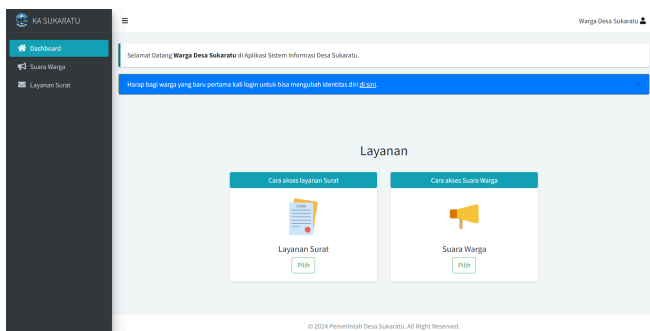 KA SUKARATU
Warga Desa Sukaratu
Dashboard
Suara Warga
Layanan Surat
Selamat Datang Warga Desa Sukaratu di Aplikasi Sistem Informasi Desa Sukaratu.
Harap bagi warga yang baru pertama kali login untuk bisa mengubah identitas diri di sini.
Layanan
Cara akses layanan Surat
Cara akses Suara Warga
Layanan Surat
Suara Warga
Pilih
Pilih
© 2024 Pemerintah Desa Sukaratu. All Right Reserved.